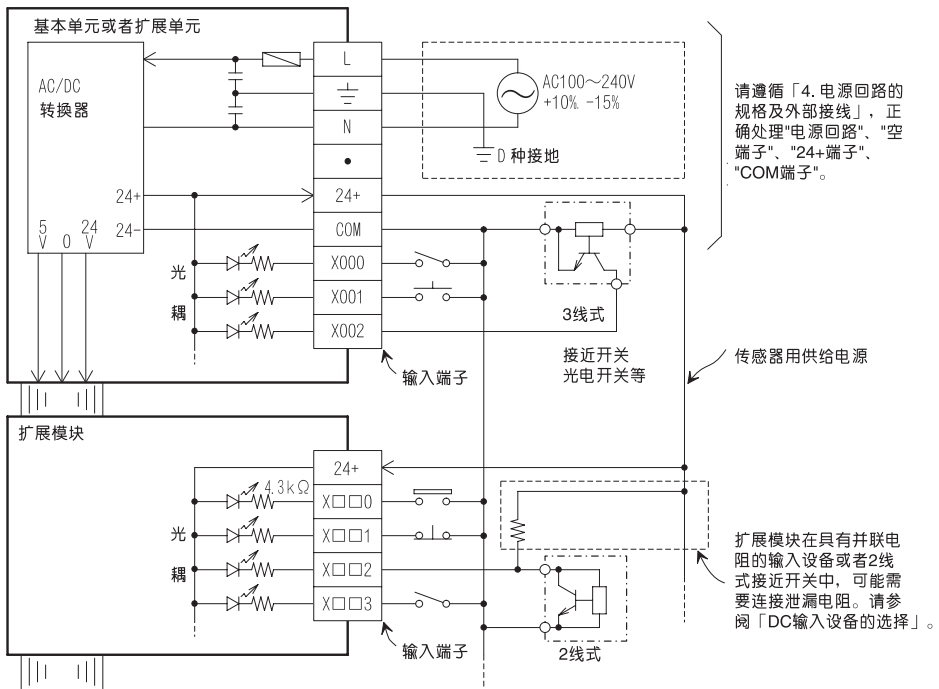 基本单元或者扩展单元
AC/DC
转换器
24+
24-
5
V
0
24
V
光
耦
L
N
•
24+
COM
X000
X001
X002
输入端子
AC100～240V
+10% -15%
D 种接地
3线式
接近开关
光电开关等
请遵循「4. 电源回路的
规格及外部接线」，正
确处理"电源回路"、"空
端子"、"24+端子"、
"COM端子"。
传感器用供给电源
扩展模块
光
耦
4.3kΩ
24+
X□□0
X□□1
X□□2
X□□3
输入端子
2线式
扩展模块在具有并联电
阻的输入设备或者2线
式接近开关中，可能需
要连接泄漏电阻。请参
阅「DC输入设备的选择」。